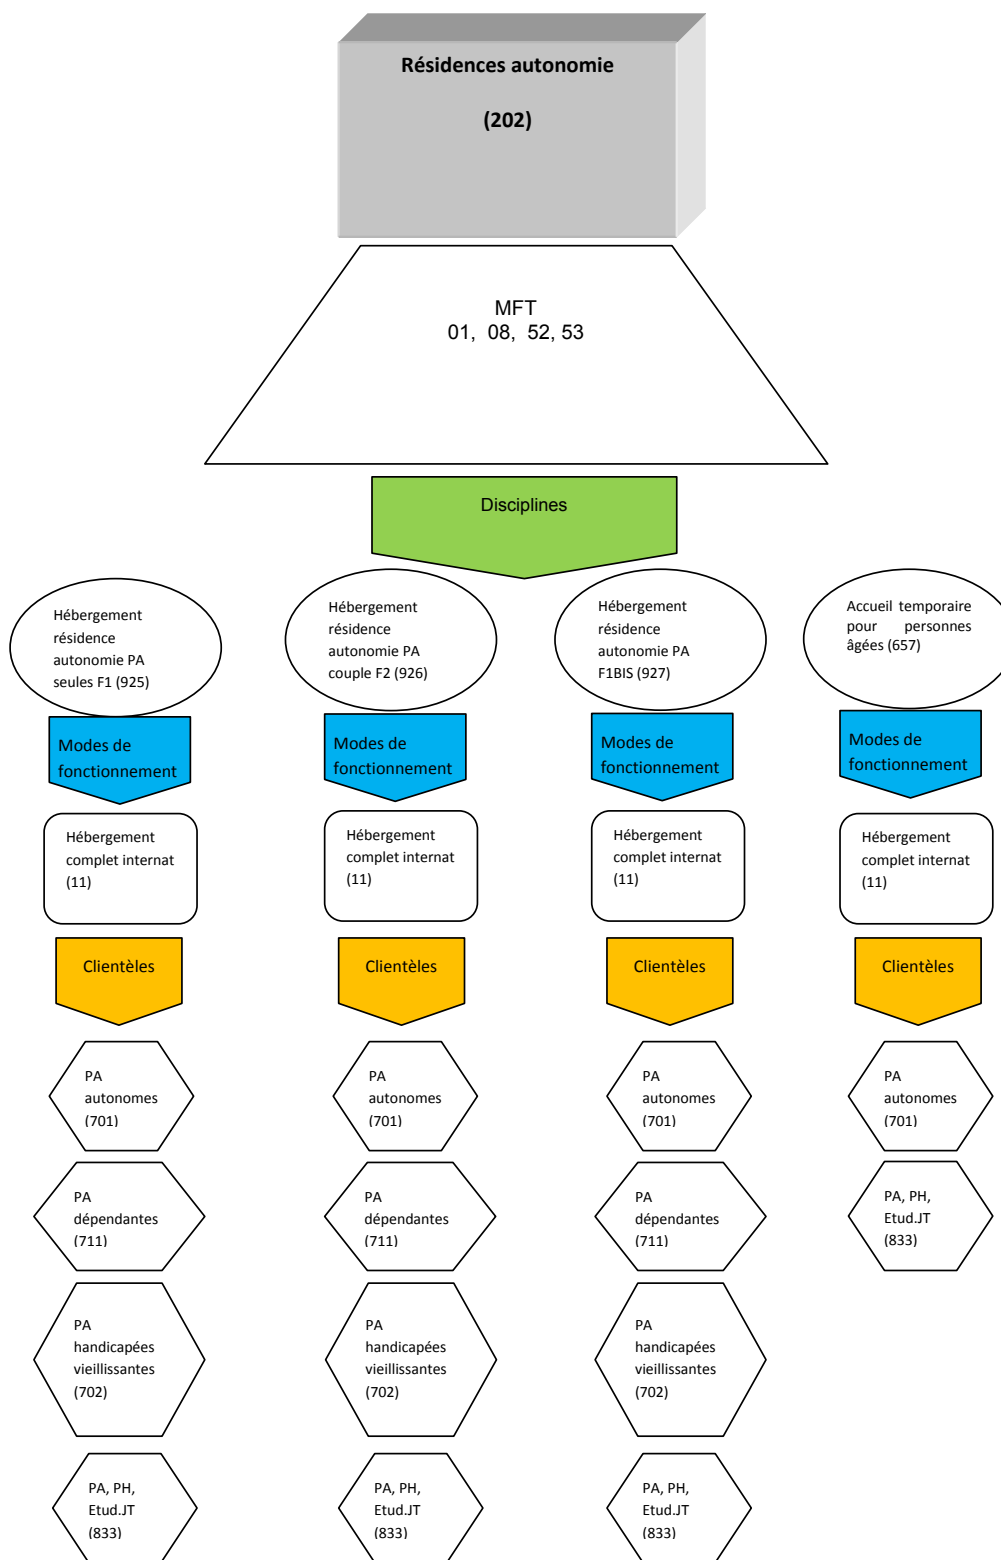 Résidences autonomie
(202)
MFT
01, 08, 52, 53
Disciplines
Hébergement
résidence
autonomie PA
seules F1 (925)
Hébergement
résidence
autonomie PA
couple F2 (926)
Hébergement
résidence
autonomie PA
F1BIS (927)
Accueil temporaire
pour personnes
âgées (657)
Modes de
fonctionnement
Modes de
fonctionnement
Modes de
fonctionnement
Modes de
fonctionnement
Hébergement
complet internat
(11)
Hébergement
complet internat
(11)
Hébergement
complet internat
(11)
Hébergement
complet internat
(11)
Clientèles
Clientèles
Clientèles
Clientèles
PA
autonomes
(701)
PA
autonomes
(701)
PA
autonomes
(701)
PA
autonomes
(701)
PA
dépendantes
(711)
PA
dépendantes
(711)
PA
dépendantes
(711)
PA, PH,
Etud.JT
(833)
PA
handicapées
vieillissantes
(702)
PA
handicapées
vieillissantes
(702)
PA
handicapées
vieillissantes
(702)
PA, PH,
Etud.JT
(833)
PA, PH,
Etud.JT
(833)
PA, PH,
Etud.JT
(833)